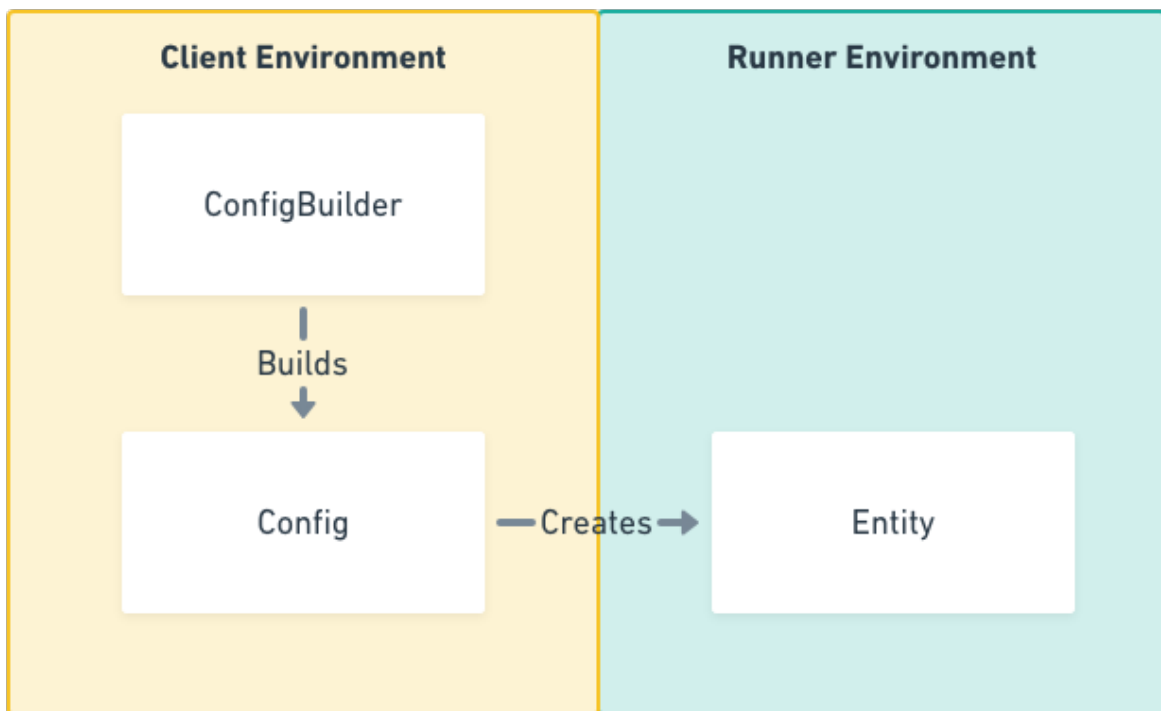 Client Environment
Runner Environment
ConfigBuilder
Builds
Config
Creates
Entity